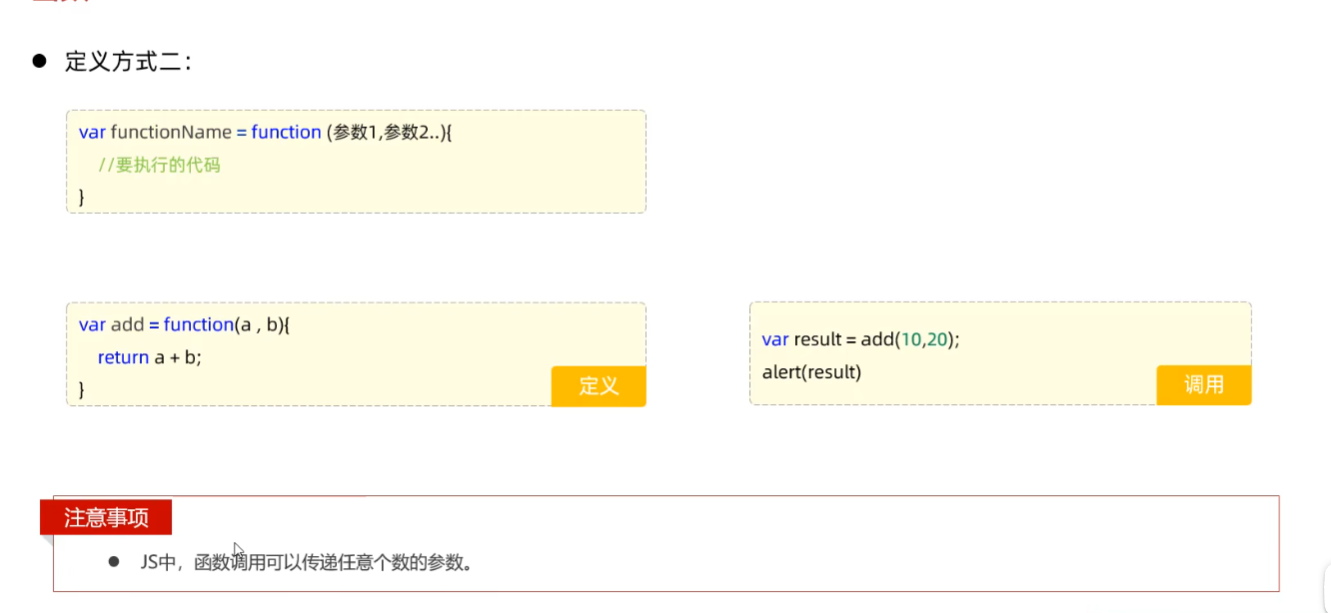 ● 定义方式二：
var functionName = function (参数1,参数2..){
//要执行的代码
}
var add = function(a , b){
return a + b;
}
定义
var result = add(10,20);
alert(result)
调用
注意事项
● JS中，函数调用可以传递任意个数的参数。